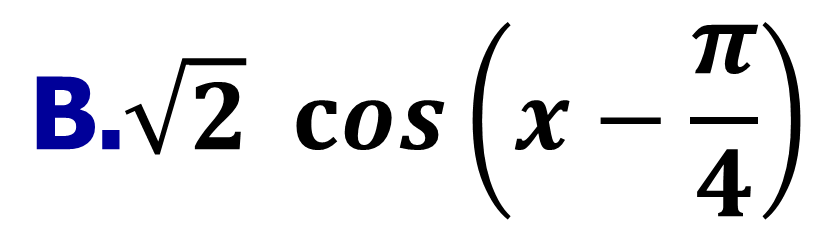 B. √2 cos(x − π/4)